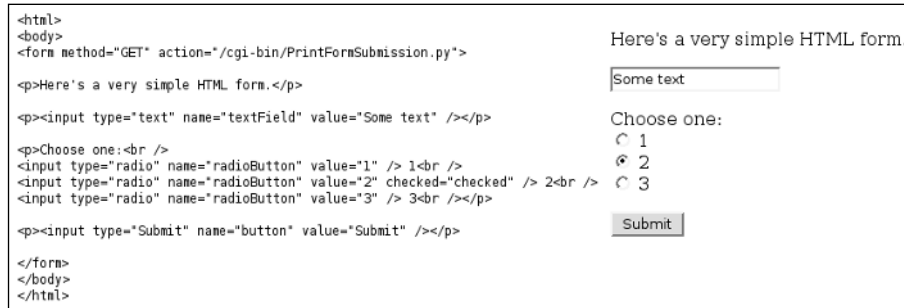 <html>
<body>
<form method="GET" action="/cgi-bin/PrintFormSubmission.py">
<p>Here's a very simple HTML form.</p>
<p><input type="text" name="textField" value="Some text" /></p>
<p>Choose one:<br />
<input type="radio" name="radioButton" value="1" /> 1<br />
<input type="radio" name="radioButton" value="2" checked="checked" /> 2<br />
<input type="radio" name="radioButton" value="3" /> 3<br /></p>
<p><input type="Submit" name="button" value="Submit" /></p>
</form>
</body>
</html>
Here's a very simple HTML form.
Some text
Choose one:
1
2
3
Submit